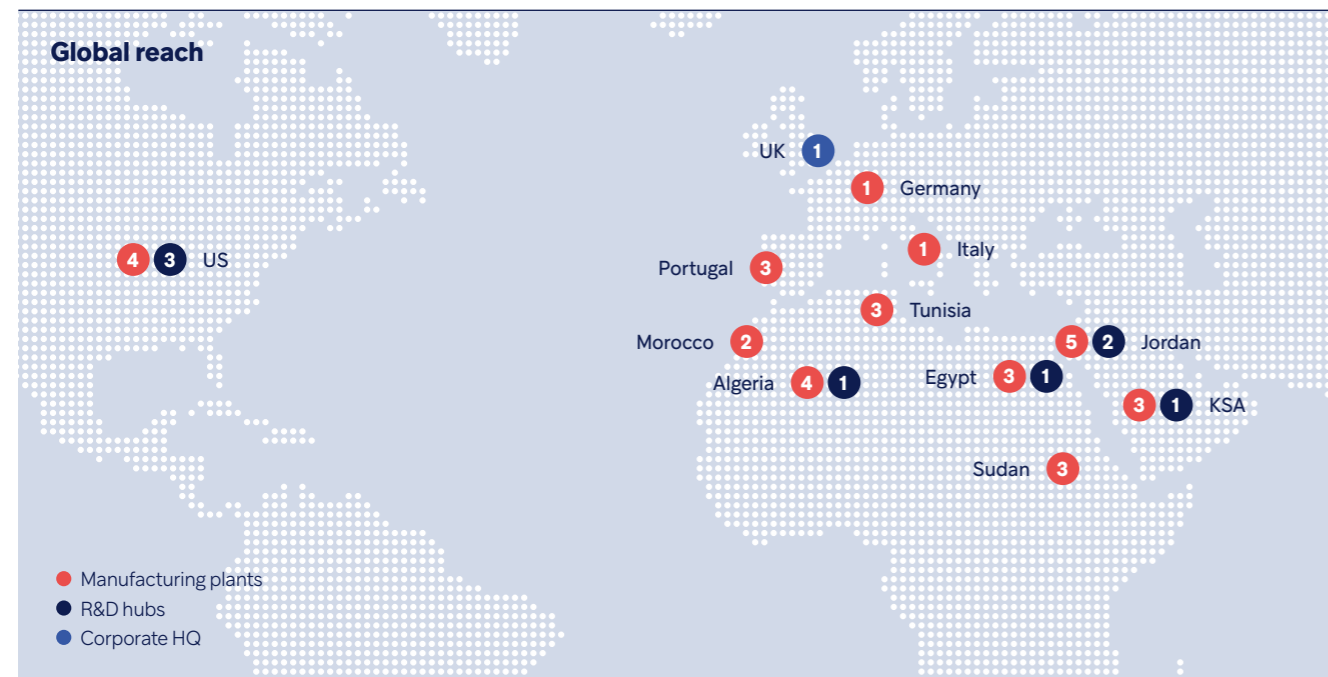 Global reach
UK 1
1 Germany
1 Italy
4 3 US
Portugal 3
3 Tunisia
Morocco 2
5 2 Jordan
Algeria 4 1
Egypt 3 1
3 1 KSA
Sudan 3
Manufacturing plants
R&D hubs
Corporate HQ